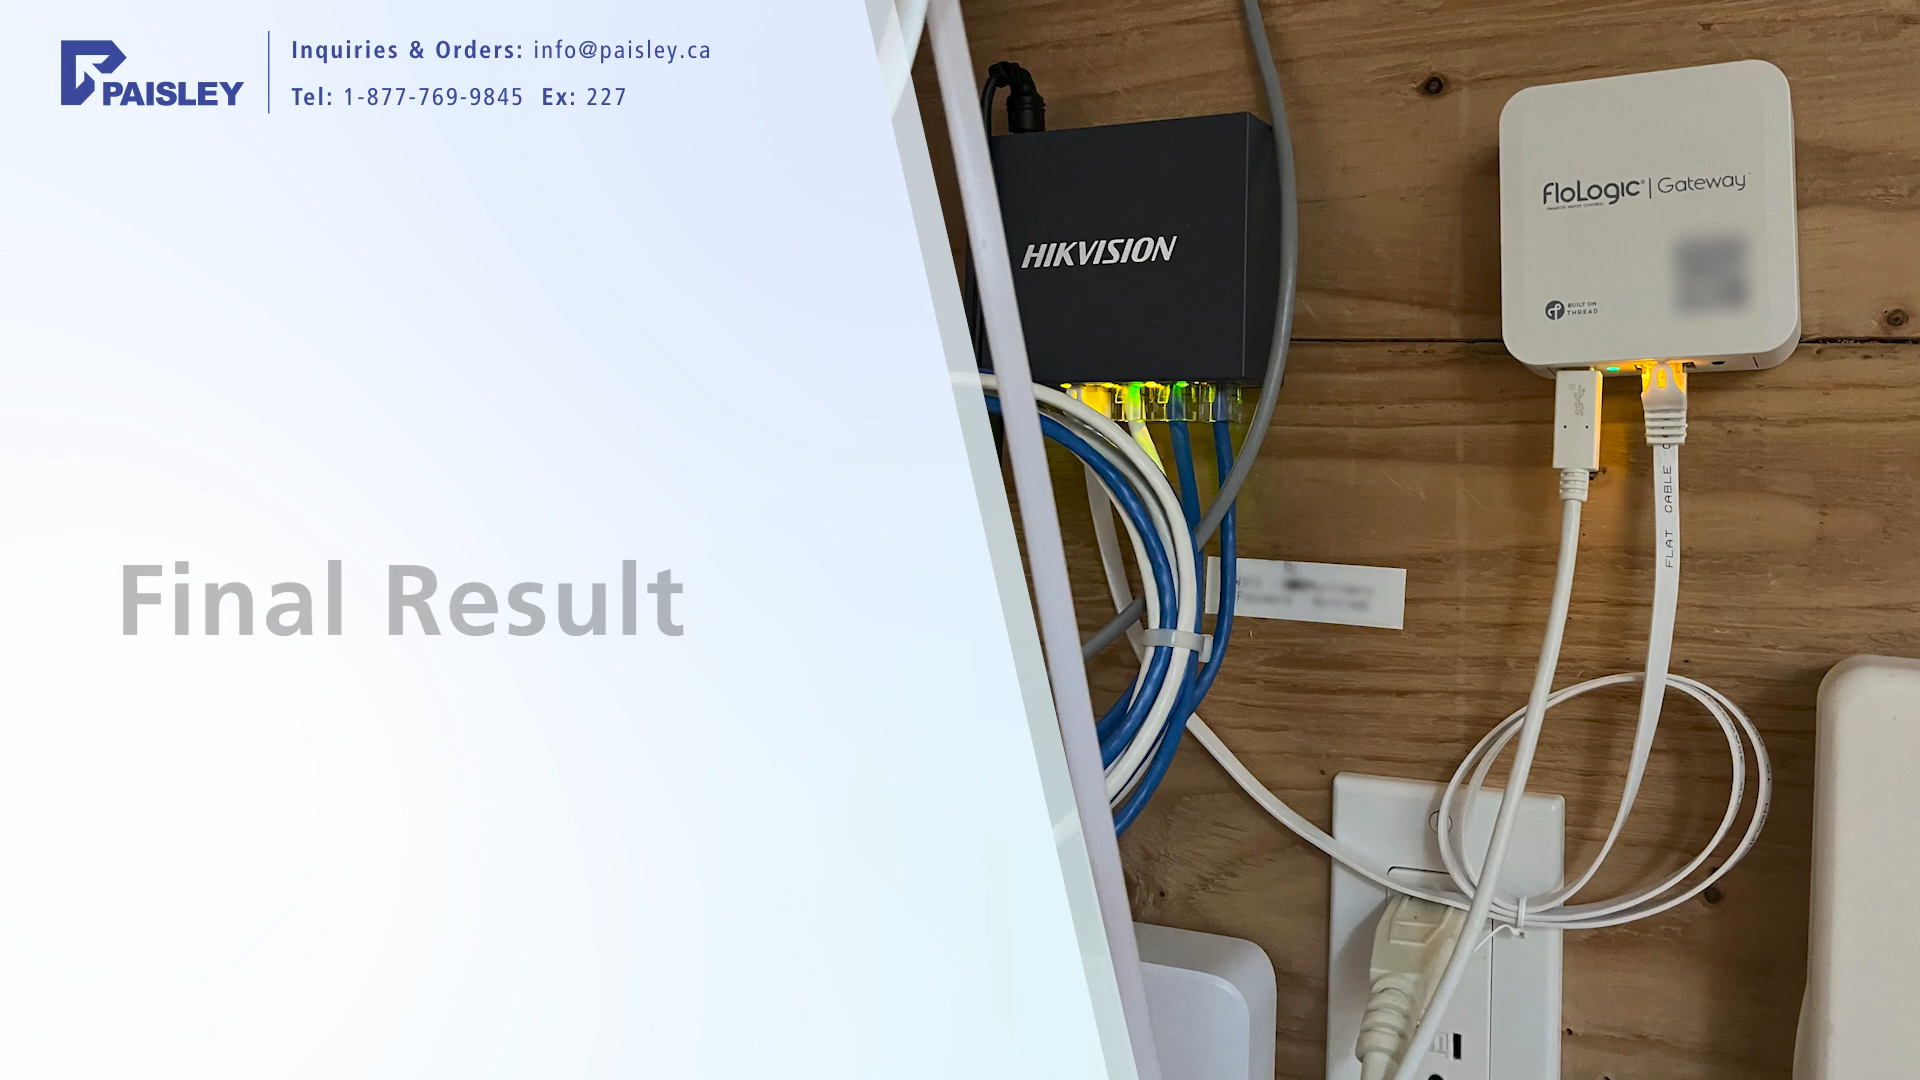 PAISLEY
Inquiries & Orders: info@paisley.ca
Tel: 1-877-769-9845 Ex: 227
Final Result
HIKVISION
FloLogic® | Gateway
BUILT ON
THREAD
FLAT CABLE